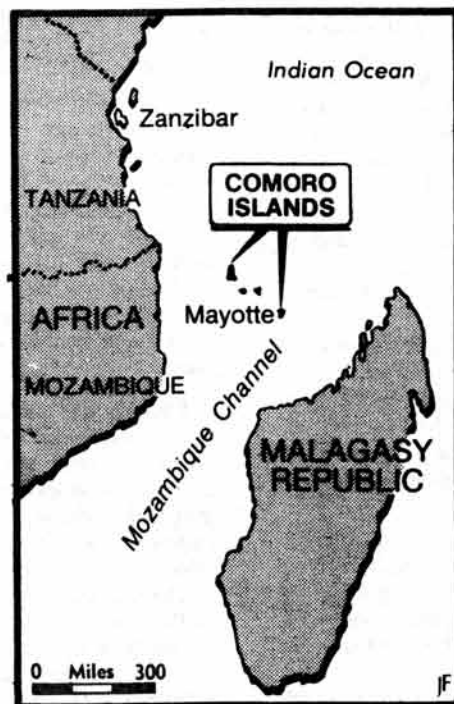 Indian Ocean
Zanzibar
TANZANIA
COMORO
ISLANDS
AFRICA
Mayotte
MOZAMBIQUE
Mozambique Channel
MALAGASY
REPUBLIC
0 Miles 300
JF